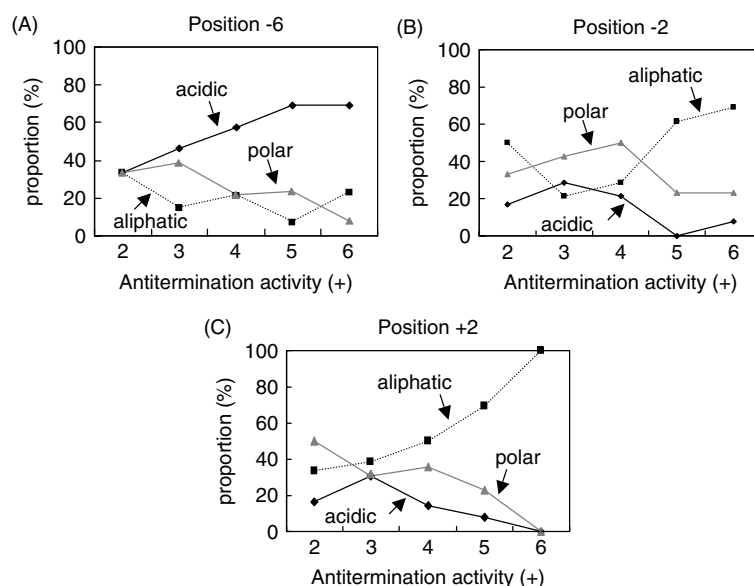 (A) Position -6
100
80
60
40
20
0
proportion (%)
acidic
polar
aliphatic
2 3 4 5 6
Antitermination activity (+)
(B) Position -2
100
80
60
40
20
0
proportion (%)
aliphatic
polar
acidic
2 3 4 5 6
Antitermination activity (+)
(C) Position +2
100
80
60
40
20
0
proportion (%)
aliphatic
polar
acidic
2 3 4 5 6
Antitermination activity (+)